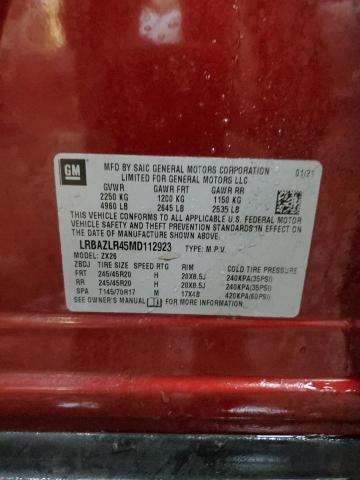 GM
MFD BY SAIC GENERAL MOTORS CORPORATION 01/21
LIMITED FOR GENERAL MOTORS LLC
GVWR GAWR FRT GAWR RR
2250 KG 1200 KG 1150 KG
4960 LB 2645 LB 2535 LB
THIS VEHICLE CONFORMS TO ALL APPLICABLE U.S. FEDERAL MOTOR
VEHICLE SAFETY AND THEFT PREVENTION STANDARDS IN EFFECT ON
THE DATE OF MANUFACTURE SHOWN ABOVE.
LRBAZLR45MD112923 TYPE: M.P.V.
MODEL: ZX26
ZBDJ TIRE SIZE SPEED RTG RIM COLD TIRE PRESSURE
FRT 245/45R20 H 20X8.5J 240KPA(35PSI)
RR 245/45R20 H 20X8.5J 240KPA(35PSI)
SPA T145/70R17 M 17X4B 420KPA(60PSI)
SEE OWNER'S MANUAL FOR MORE INFORMATION.